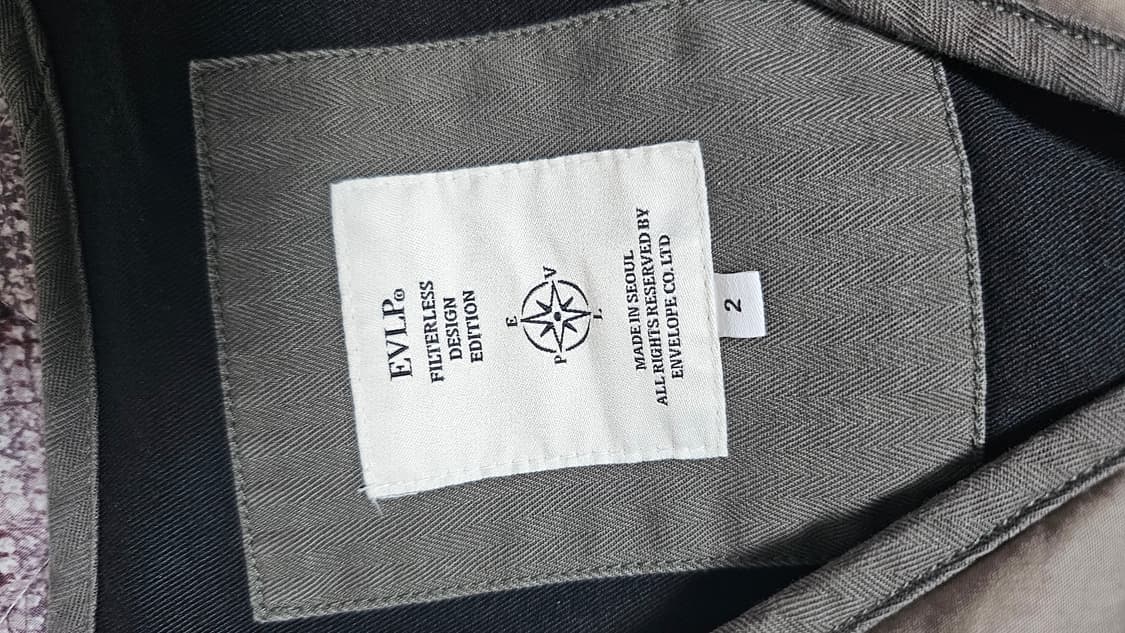 EVLP.®
FILTERLESS
DESIGN
EDITION
E
P V
L
MADE IN SEOUL
ALL RIGHTS RESERVED BY
ENVELOPE CO. LTD
2